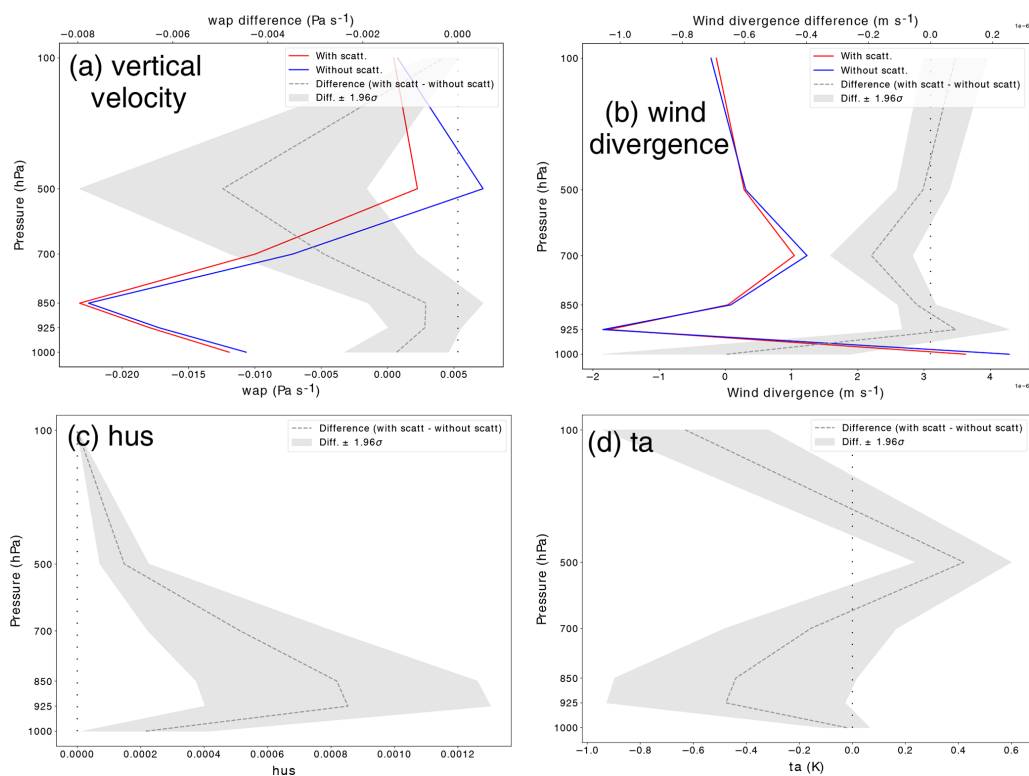 wap difference (Pa s⁻¹)
−0.008 −0.006 −0.004 −0.002 0.000
(a) vertical
velocity
With scatt.
Without scatt.
Difference (with scatt - without scatt)
Diff. ± 1.96σ
Pressure (hPa)
100
500
700
850
925
1000
−0.020 −0.015 −0.010 −0.005 0.000 0.005
wap (Pa s⁻¹)
Wind divergence difference (m s⁻¹)
1e−6
−1.0 −0.8 −0.6 −0.4 −0.2 0.0 0.2
With scatt.
Without scatt.
Difference (with scatt - without scatt)
Diff. ± 1.96σ
(b) wind
divergence
Pressure (hPa)
100
500
700
850
925
1000
−2 −1 0 1 2 3 4
1e−6
Wind divergence (m s⁻¹)
(c) hus
Difference (with scatt - without scatt)
Diff. ± 1.96σ
Pressure (hPa)
100
500
700
850
925
1000
0.0000 0.0002 0.0004 0.0006 0.0008 0.0010 0.0012
hus
(d) ta
Difference (with scatt - without scatt)
Diff. ± 1.96σ
Pressure (hPa)
100
500
700
850
925
1000
−1.0 −0.8 −0.6 −0.4 −0.2 0.0 0.2 0.4 0.6
ta (K)